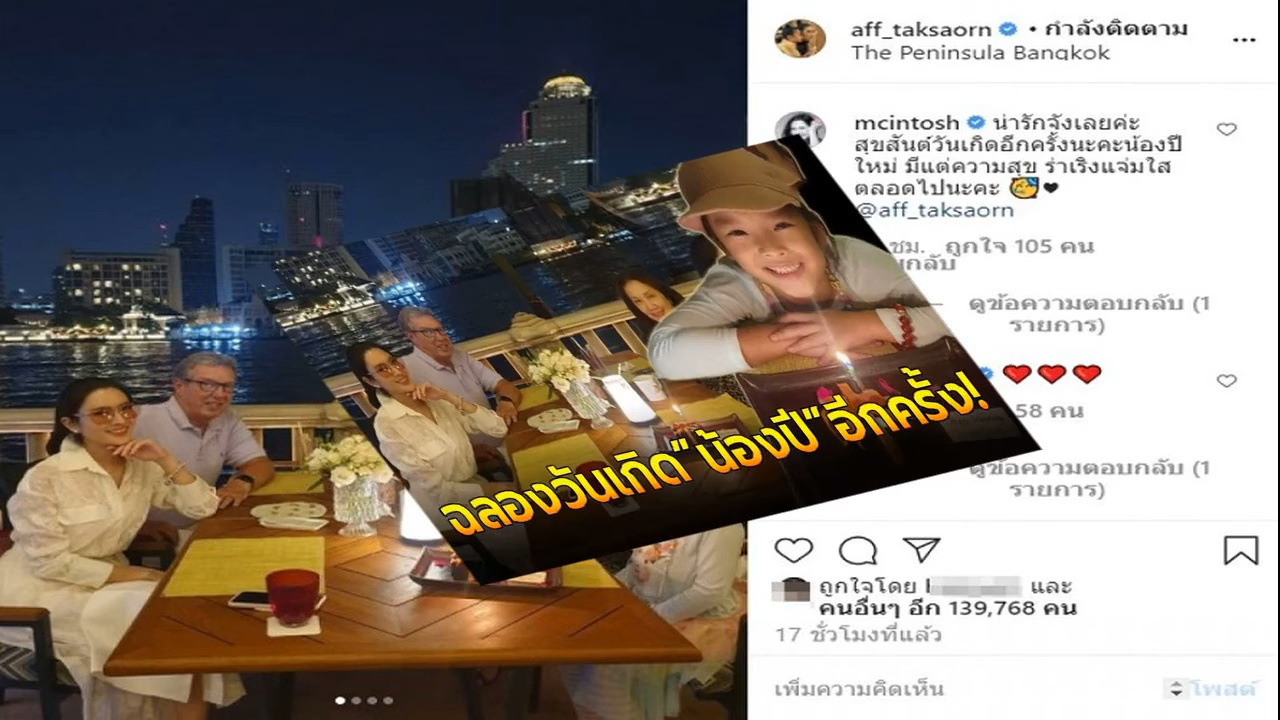 aff_taksaorn • กำลังติดตาม
The Peninsula Bangkok
mcintosh น่ารักจังเลยค่ะ
สุขสันต์วันเกิดอีกครั้งนะคะน้องปี
ใหม่ มีแต่ความสุข ร่าเริงแจ่มใส
ตลอดไปนะคะ
@aff_taksaorn
ชม. ถูกใจ 105 คน
ดูข้อความตอบกลับ (1
รายการ)
58 คน
ดูข้อความตอบกลับ (1
รายการ)
ฉลองวันเกิด"น้องปี" อีกครั้ง!
ถูกใจโดย และ
คนอื่นๆ อีก 139,768 คน
17 ชั่วโมงที่แล้ว
เพิ่มความคิดเห็น
โพสต์